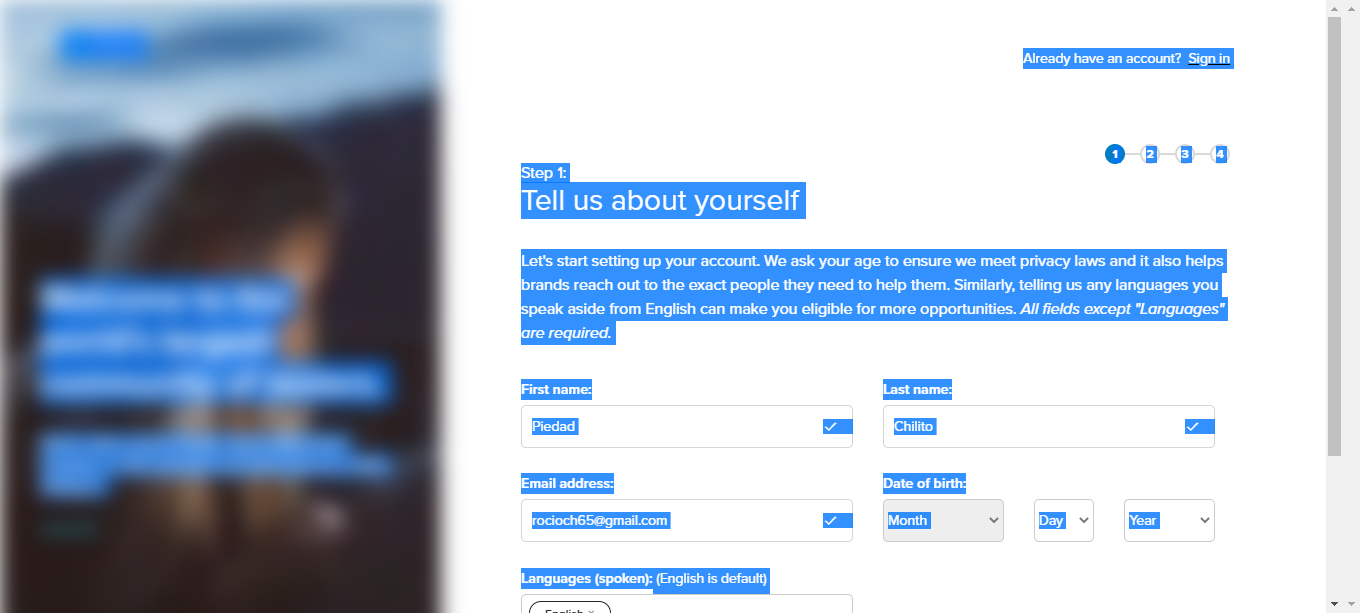 Already have an account? Sign in
1 2 3 4
Step 1:
Tell us about yourself
Let's start setting up your account. We ask your age to ensure we meet privacy laws and it also helps
brands reach out to the exact people they need to help them. Similarly, telling us any languages you
speak aside from English can make you eligible for more opportunities. All fields except "Languages"
are required.
First name: Last name:
Piedad Chilito
Email address: Date of birth:
rocioch65@gmail.com Month Day Year
Languages (spoken): (English is default)
English